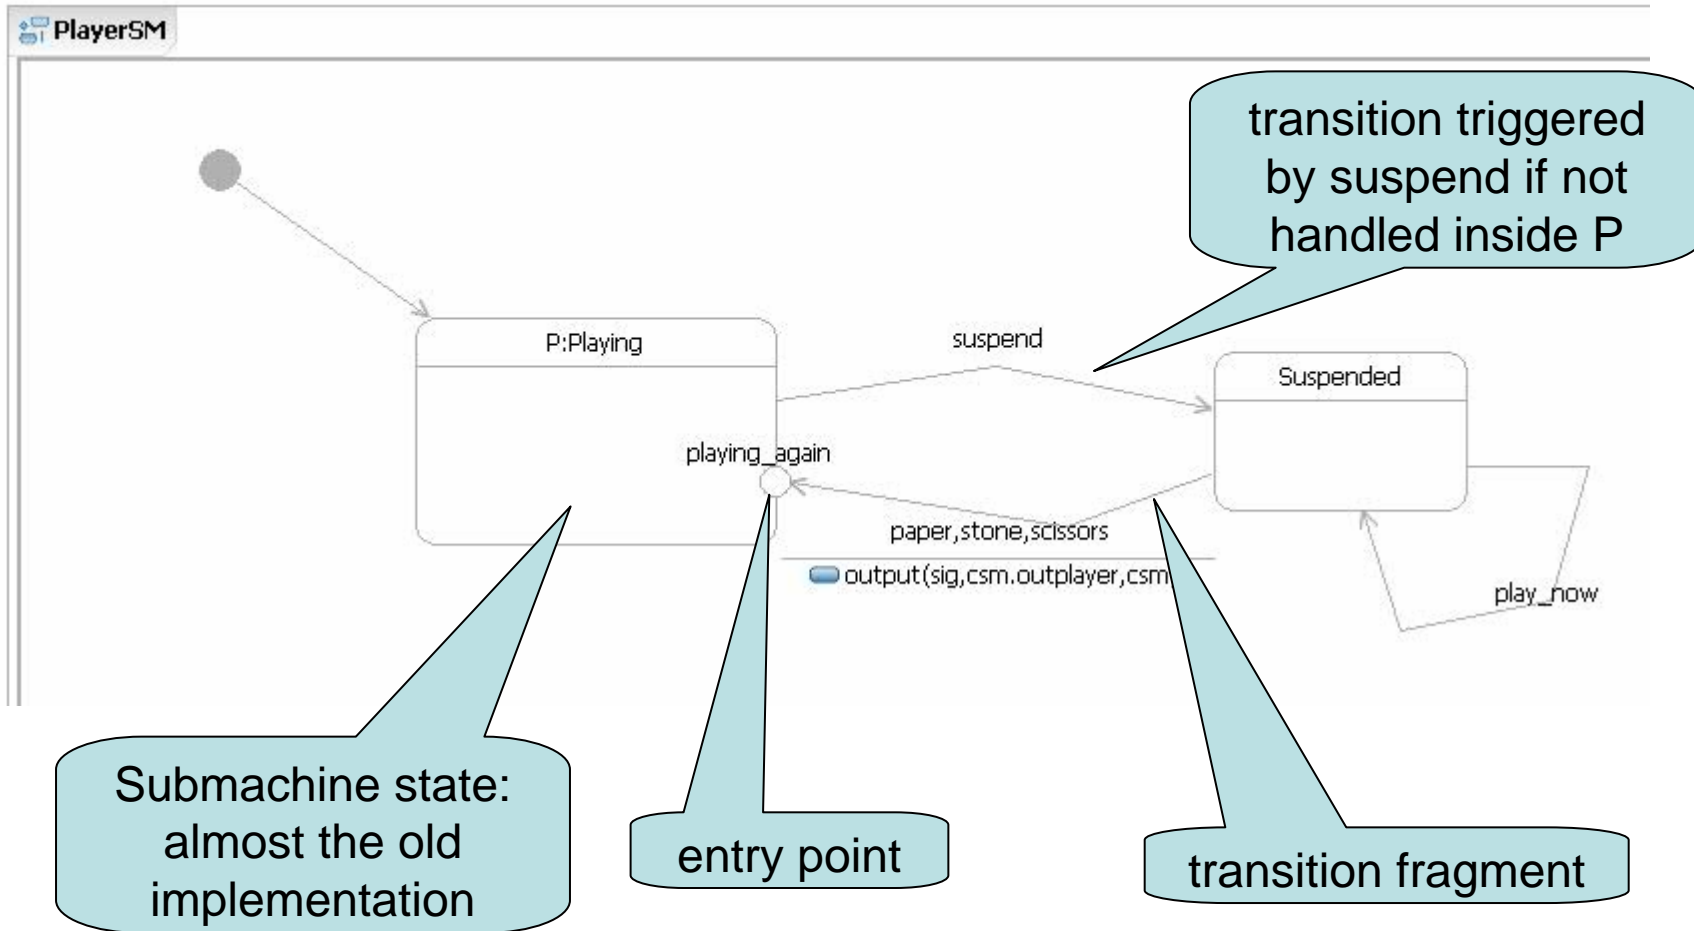 PlayerSM
transition triggered
by suspend if not
handled inside P
P:Playing
suspend
Suspended
playing_again
paper,stone,scissors
output(sig,csm.outplayer,csm
play_now
Submachine state:
almost the old
implementation
entry point
transition fragment